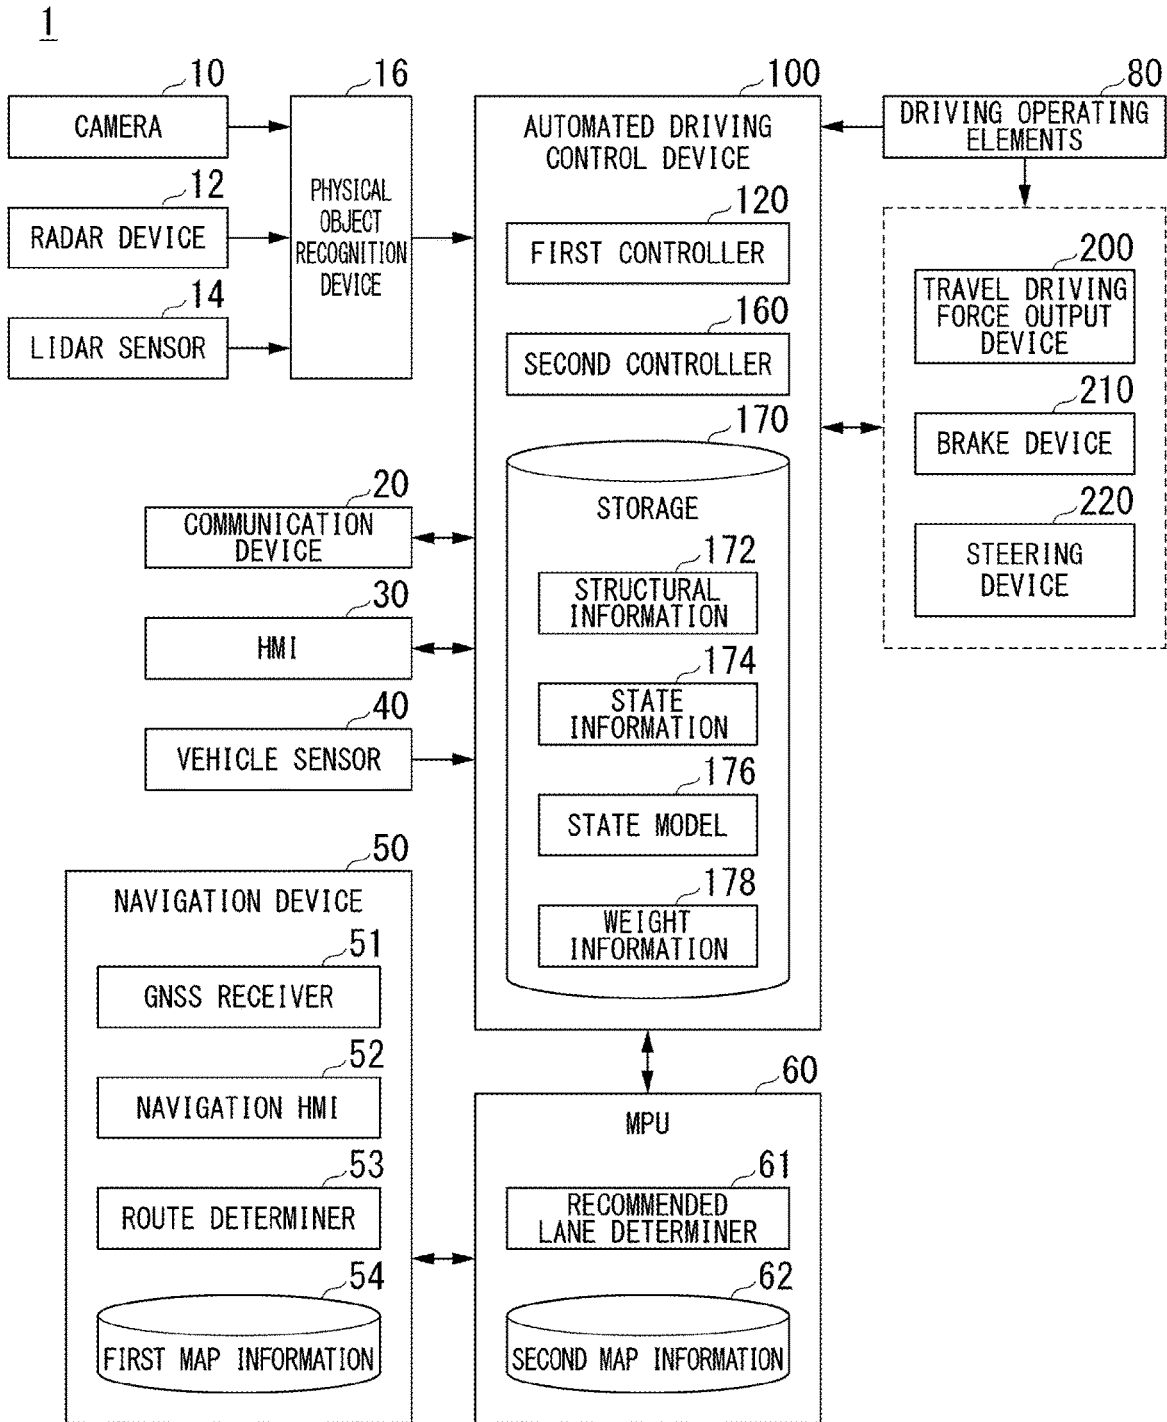 1
10
CAMERA
12
RADAR DEVICE
14
LIDAR SENSOR
16
PHYSICAL
OBJECT
RECOGNITION
DEVICE
100
AUTOMATED DRIVING
CONTROL DEVICE
120
FIRST CONTROLLER
160
SECOND CONTROLLER
170
STORAGE
172
STRUCTURAL
INFORMATION
174
STATE
INFORMATION
176
STATE MODEL
178
WEIGHT
INFORMATION
80
DRIVING OPERATING
ELEMENTS
200
TRAVEL DRIVING
FORCE OUTPUT
DEVICE
210
BRAKE DEVICE
220
STEERING
DEVICE
20
COMMUNICATION
DEVICE
30
HMI
40
VEHICLE SENSOR
50
NAVIGATION DEVICE
51
GNSS RECEIVER
52
NAVIGATION HMI
53
ROUTE DETERMINER
54
FIRST MAP INFORMATION
60
MPU
61
RECOMMENDED
LANE DETERMINER
62
SECOND MAP INFORMATION